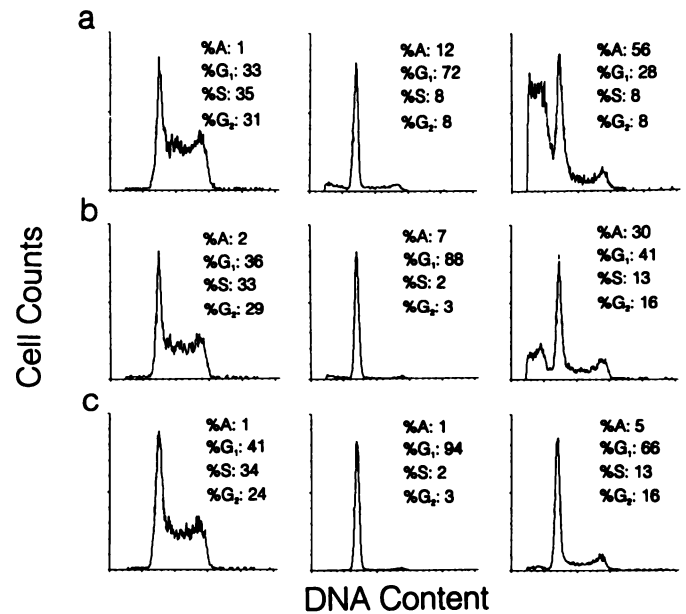 a
%A: 1
%G₁: 33
%S: 35
%G₂: 31
%A: 12
%G₁: 72
%S: 8
%G₂: 8
%A: 56
%G₁: 28
%S: 8
%G₂: 8
b
%A: 2
%G₁: 36
%S: 33
%G₂: 29
%A: 7
%G₁: 88
%S: 2
%G₂: 3
%A: 30
%G₁: 41
%S: 13
%G₂: 16
c
%A: 1
%G₁: 41
%S: 34
%G₂: 24
%A: 1
%G₁: 94
%S: 2
%G₂: 3
%A: 5
%G₁: 66
%S: 13
%G₂: 16
Cell Counts
DNA Content